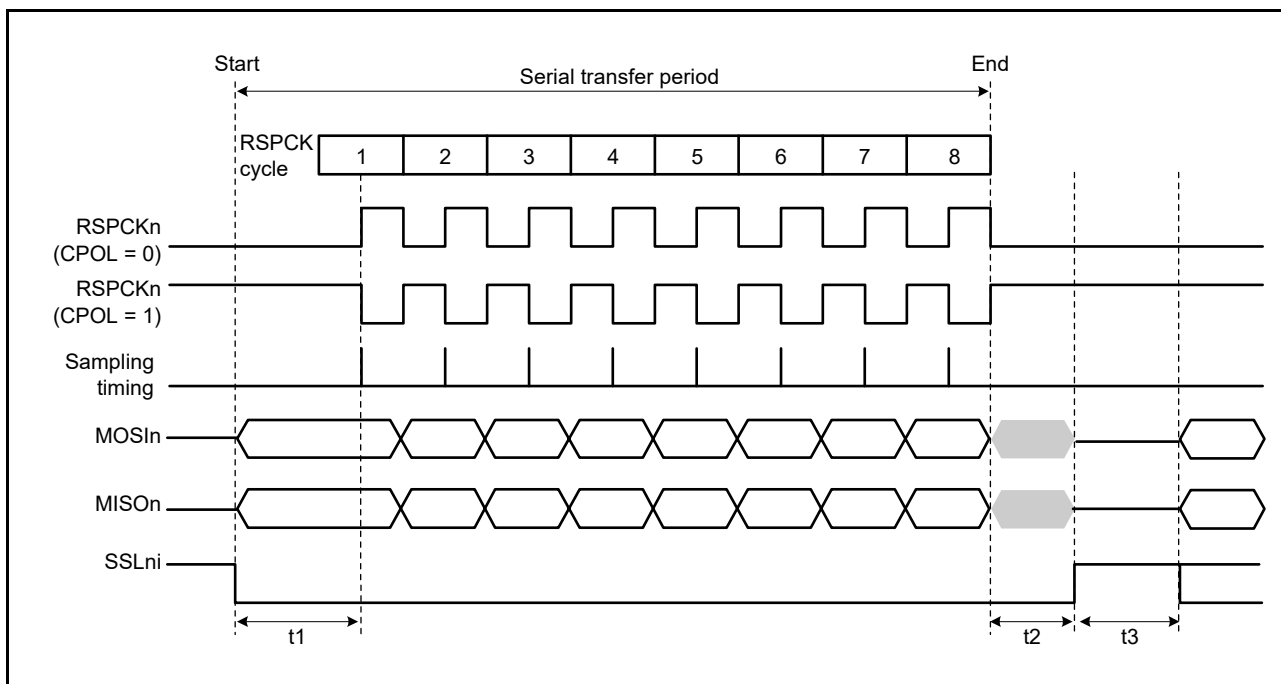 Start
End
Serial transfer period
RSPCK
cycle
1 2 3 4 5 6 7 8
RSPCKn
(CPOL = 0)
RSPCKn
(CPOL = 1)
Sampling
timing
MOSIn
MISOn
SSLni
t1
t2
t3